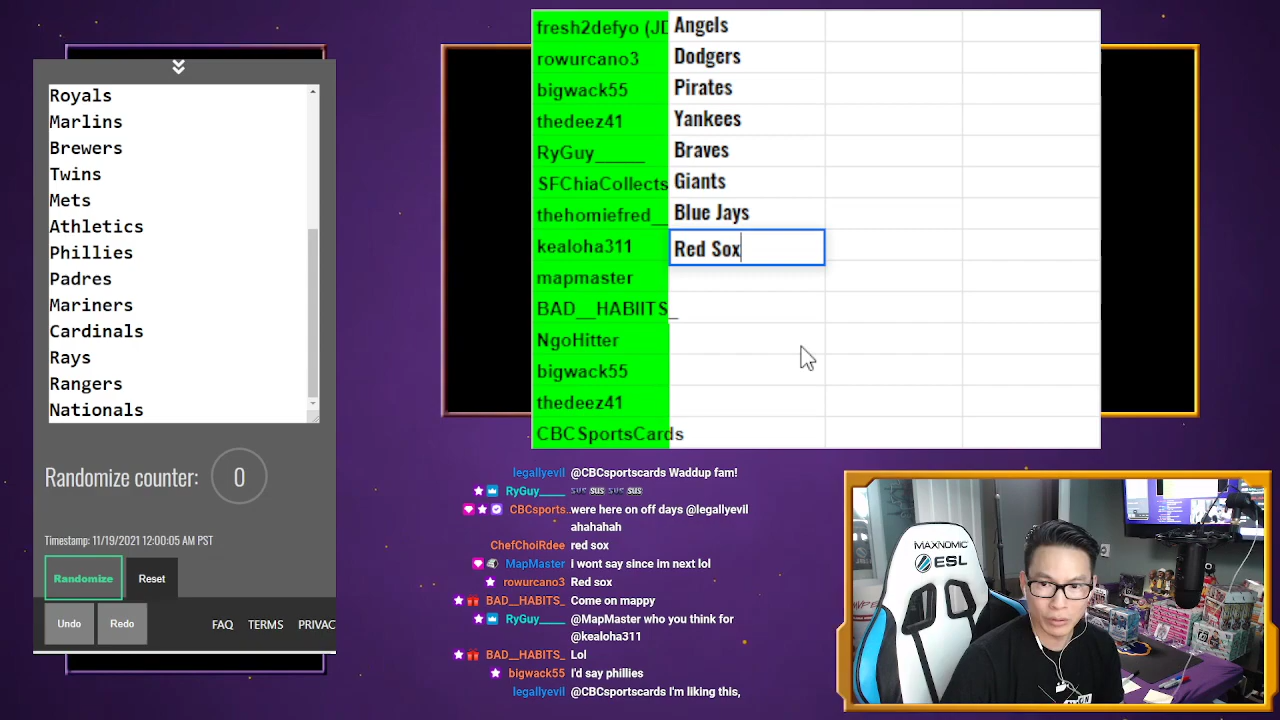 Royals
Marlins
Brewers
Twins
Mets
Athletics
Phillies
Padres
Mariners
Cardinals
Rays
Rangers
Nationals
Randomize counter: 0
Timestamp: 11/19/2021 12:00:05 AM PST
Randomize Reset
Undo Redo FAQ TERMS PRIVAC
fresh2defyo (JD Angels
rowurcano3 Dodgers
bigwack55 Pirates
thedeez41 Yankees
RyGuy_____ Braves
SFChiaCollects Giants
thehomiefred__ Blue Jays
kealoha311 Red Sox
mapmaster
BAD__HABIITS_
NgoHitter
bigwack55
thedeez41
CBCSportsCards
legallyevil @CBCsportscards Waddup fam!
RyGuy_____ sus sus sus sus
CBCsports.. were here on off days @legallyevil
ahahahah
ChefChoiRdee red sox
MapMaster i wont say since im next lol
rowurcano3 Red sox
BAD__HABITS_ Come on mappy
RyGuy_____ @MapMaster who you think for
@kealoha311
BAD__HABITS_ Lol
bigwack55 I'd say phillies
legallyevil @CBCsportscards I'm liking this,
MAXNOMIC
ESL